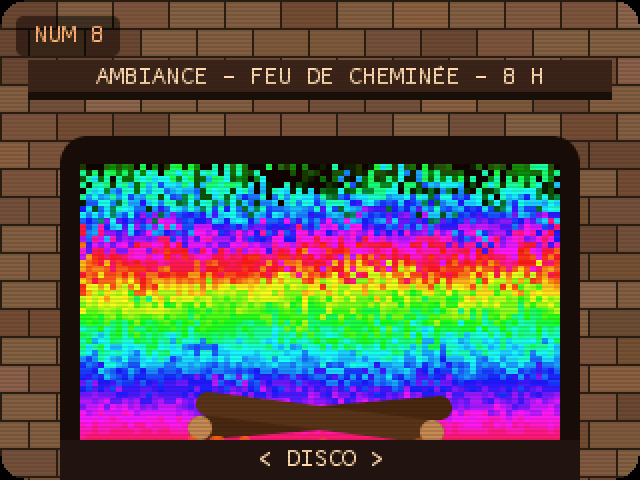 NUM 8
AMBIANCE - FEU DE CHEMINÉE - 8 H
< DISCO >